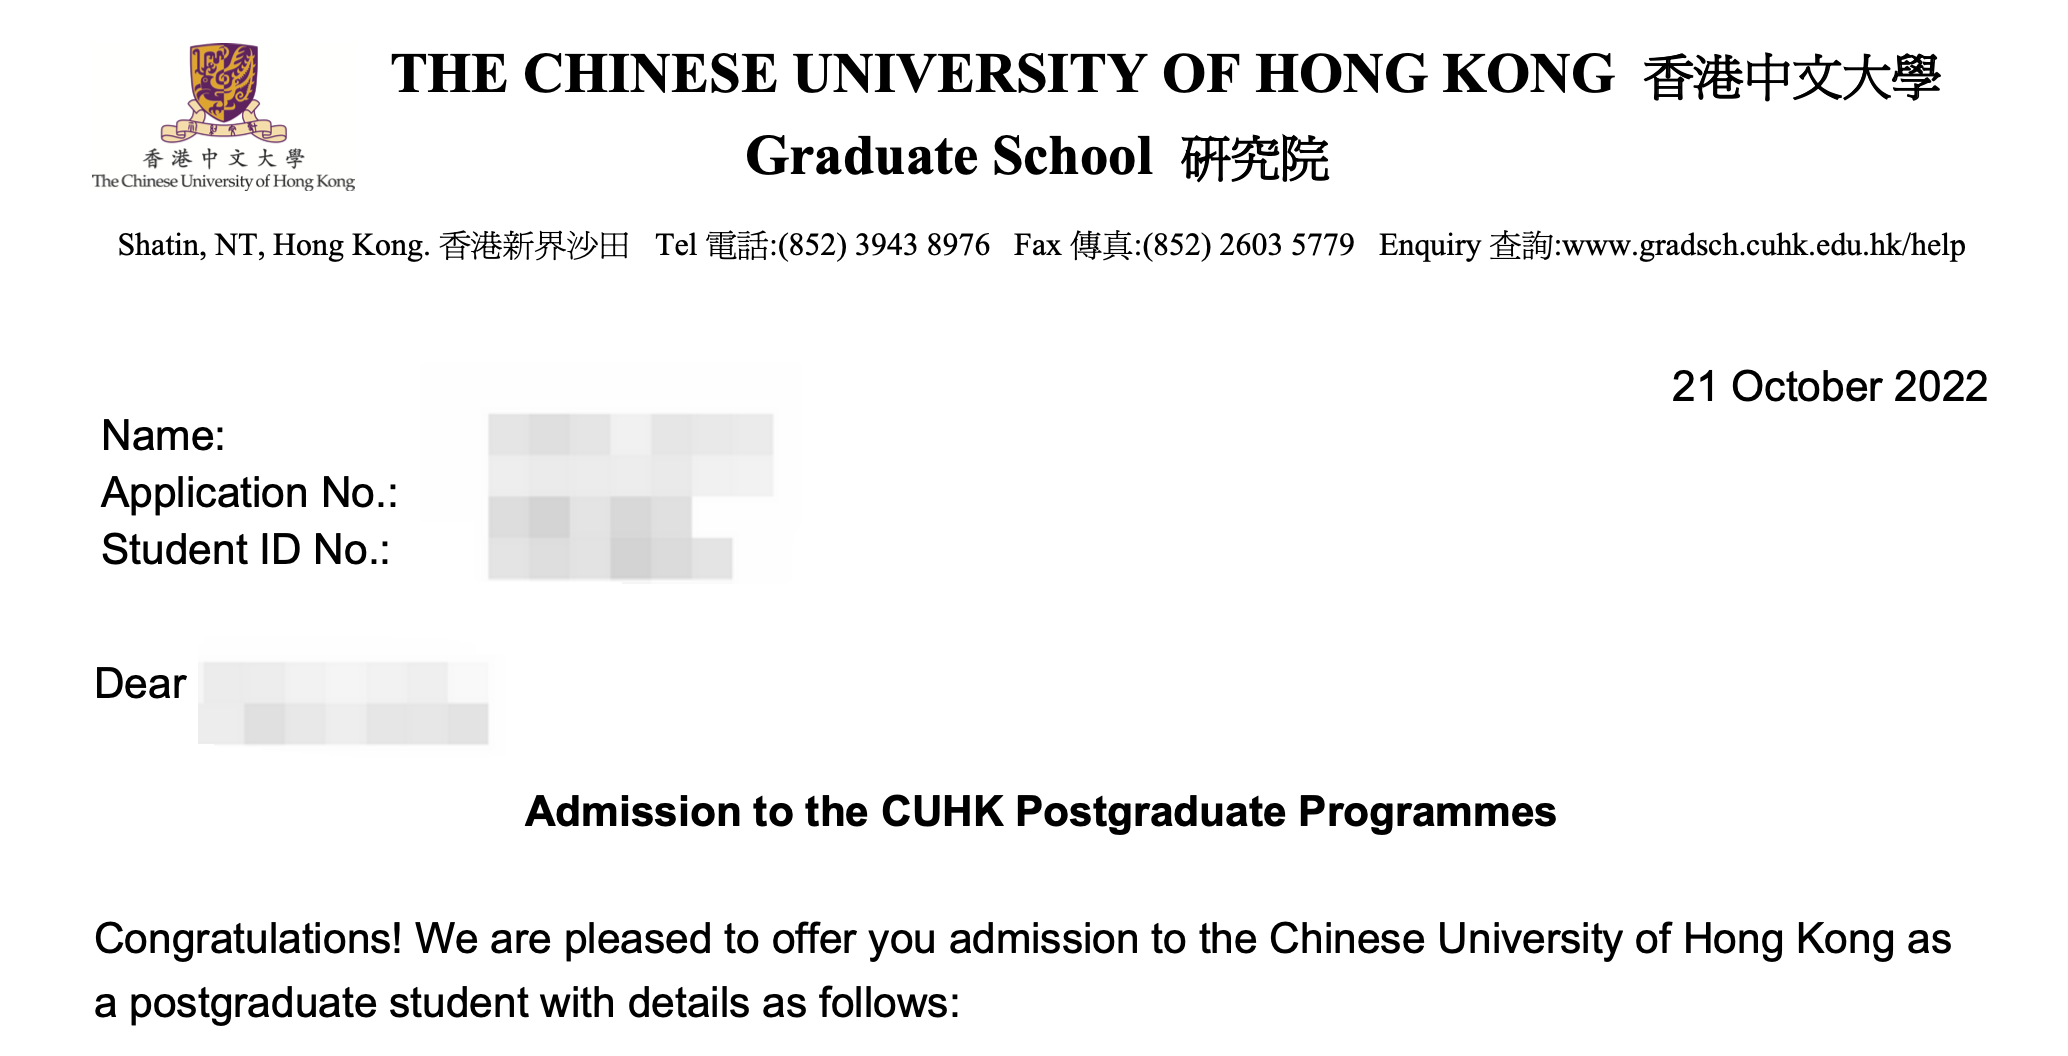 THE CHINESE UNIVERSITY OF HONG KONG 香港中文大學
Graduate School 研究院
香港中文大學
The Chinese University of Hong Kong
Shatin, NT, Hong Kong. 香港新界沙田 Tel 電話:(852) 3943 8976 Fax 傳真:(852) 2603 5779 Enquiry 查詢:www.gradsch.cuhk.edu.hk/help
21 October 2022
Name:
Application No.:
Student ID No.:
Dear
Admission to the CUHK Postgraduate Programmes
Congratulations! We are pleased to offer you admission to the Chinese University of Hong Kong as
a postgraduate student with details as follows: